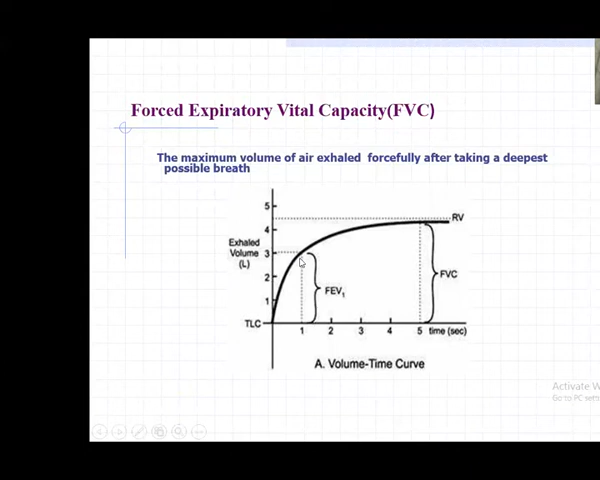 Forced Expiratory Vital Capacity(FVC)
The maximum volume of air exhaled forcefully after taking a deepest
possible breath
5
RV
4
Exhaled
Volume
(L)
3
2
1
FEV1
FVC
TLC
1 2 3 4 5 time (sec)
A. Volume-Time Curve
Activate W
Go to PC setti